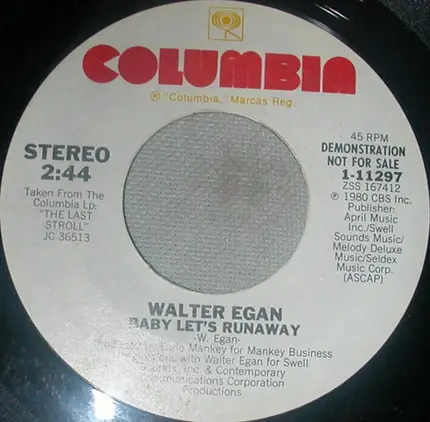 COLUMBIA
® "Columbia," Marcas Reg.
STEREO
2:44
Taken From The
Columbia Lp:
"THE LAST
STROLL"
JC 36513
45 RPM
DEMONSTRATION
NOT FOR SALE
1-11297
ZSS 167412
℗ 1980 CBS Inc.
Publisher:
April Music
Inc./Swell
Sounds Music/
Melody Deluxe
Music/Seldex
Music Corp.
(ASCAP)
WALTER EGAN
BABY LET'S RUNAWAY
-W. Egan-
Mankey for Mankey Business
with Walter Egan for Swell
Sounds, Inc. & Contemporary
Communications Corporation
Productions